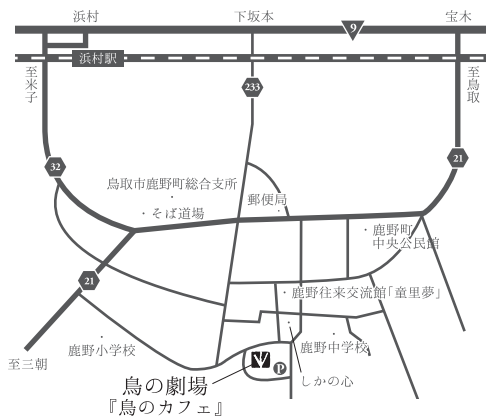 浜村
下坂本
宝木
9
浜村駅
至米子
至鳥取
233
32
21
鳥取市鹿野町総合支所
郵便局
・そば道場
・鹿野町
中央公民館
21
・鹿野往来交流館「童里夢」
鹿野小学校
鹿野中学校
至三朝
P
しかの心
鳥の劇場
『鳥のカフェ』